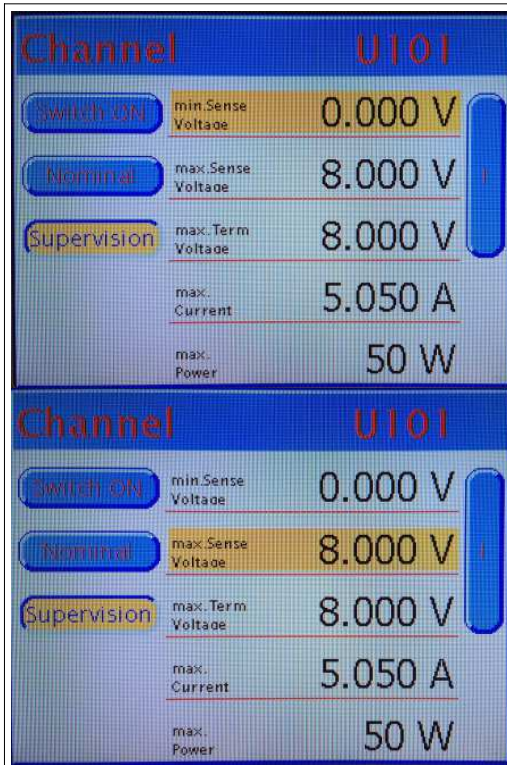 Channel U101
Switch ON min.Sense Voltage 0.000 V
Nominal max.Sense Voltage 8.000 V
Supervision max.Term Voltage 8.000 V
max. Current 5.050 A
max. Power 50 W
Channel U101
Switch ON min.Sense Voltage 0.000 V
Nominal max.Sense Voltage 8.000 V
Supervision max.Term Voltage 8.000 V
max. Current 5.050 A
max. Power 50 W